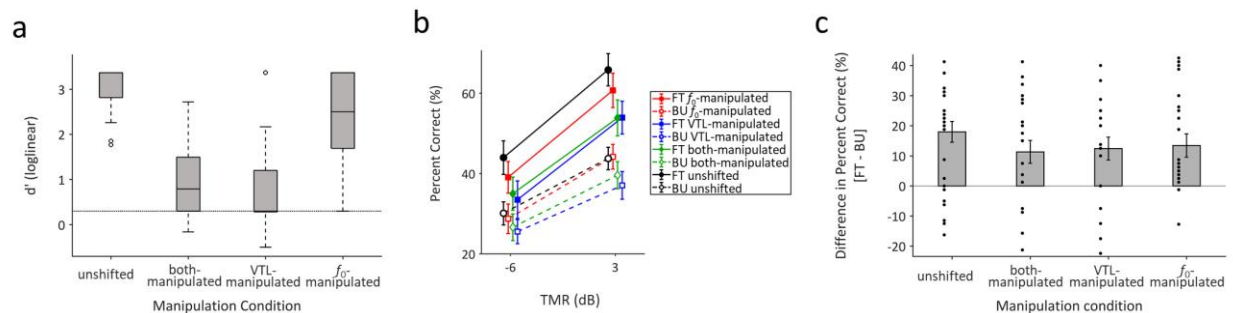 a
d' (loglinear)
3
2
1
0
unshifted
both-
manipulated
VTL-
manipulated
f₀-
manipulated
Manipulation Condition
b
Percent Correct (%)
60
40
20
-6
3
TMR (dB)
FT f₀-manipulated
BU f₀-manipulated
FT VTL-manipulated
BU VTL-manipulated
FT both-manipulated
BU both-manipulated
FT unshifted
BU unshifted
c
Difference in Percent Correct (%)
[FT - BU]
40
30
20
10
0
-10
-20
unshifted
both-
manipulated
VTL-
manipulated
f₀-
manipulated
Manipulation condition